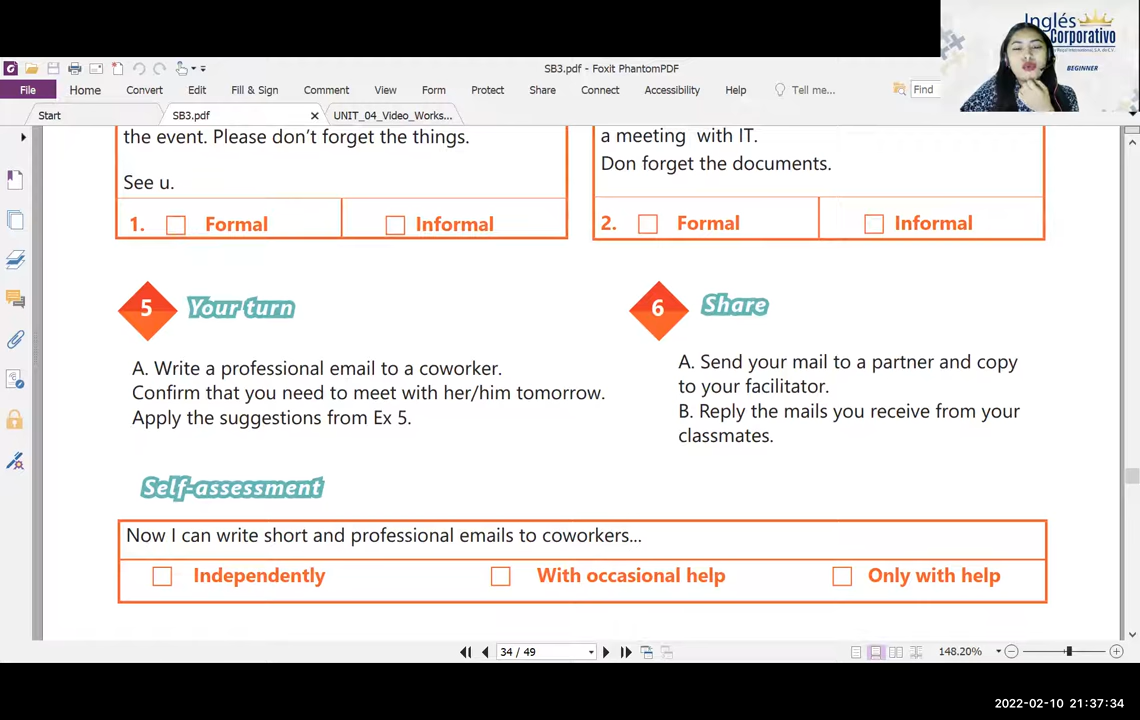 Inglés
Corporativo
BEGINNER
SB3.pdf - Foxit PhantomPDF
File Home Convert Edit Fill & Sign Comment View Form Protect Share Connect Accessibility Help Tell me... Find
Start SB3.pdf UNIT_04_Video_Works...
the event. Please don't forget the things.
See u.
1. Formal Informal
a meeting with IT.
Don forget the documents.
2. Formal Informal
5 Your turn
A. Write a professional email to a coworker.
Confirm that you need to meet with her/him tomorrow.
Apply the suggestions from Ex 5.
6 Share
A. Send your mail to a partner and copy
to your facilitator.
B. Reply the mails you receive from your
classmates.
Self-assessment
Now I can write short and professional emails to coworkers...
Independently With occasional help Only with help
34 / 49
148.20%
2022-02-10 21:37:34